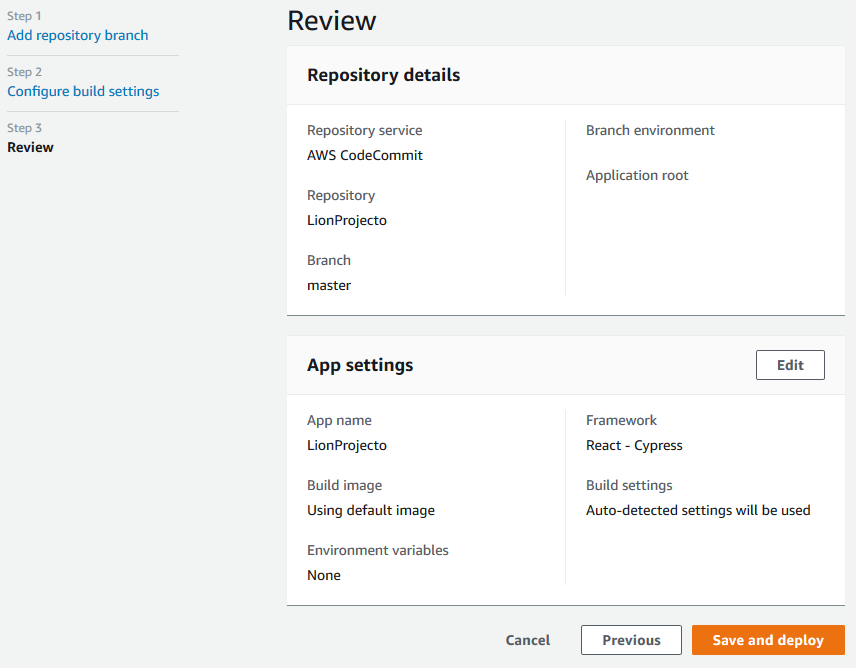 Step 1
Add repository branch
Step 2
Configure build settings
Step 3
Review
Review
Repository details
Repository service
AWS CodeCommit
Repository
LionProjecto
Branch
master
Branch environment
Application root
App settings
Edit
App name
LionProjecto
Build image
Using default image
Environment variables
None
Framework
React - Cypress
Build settings
Auto-detected settings will be used
Cancel
Previous
Save and deploy